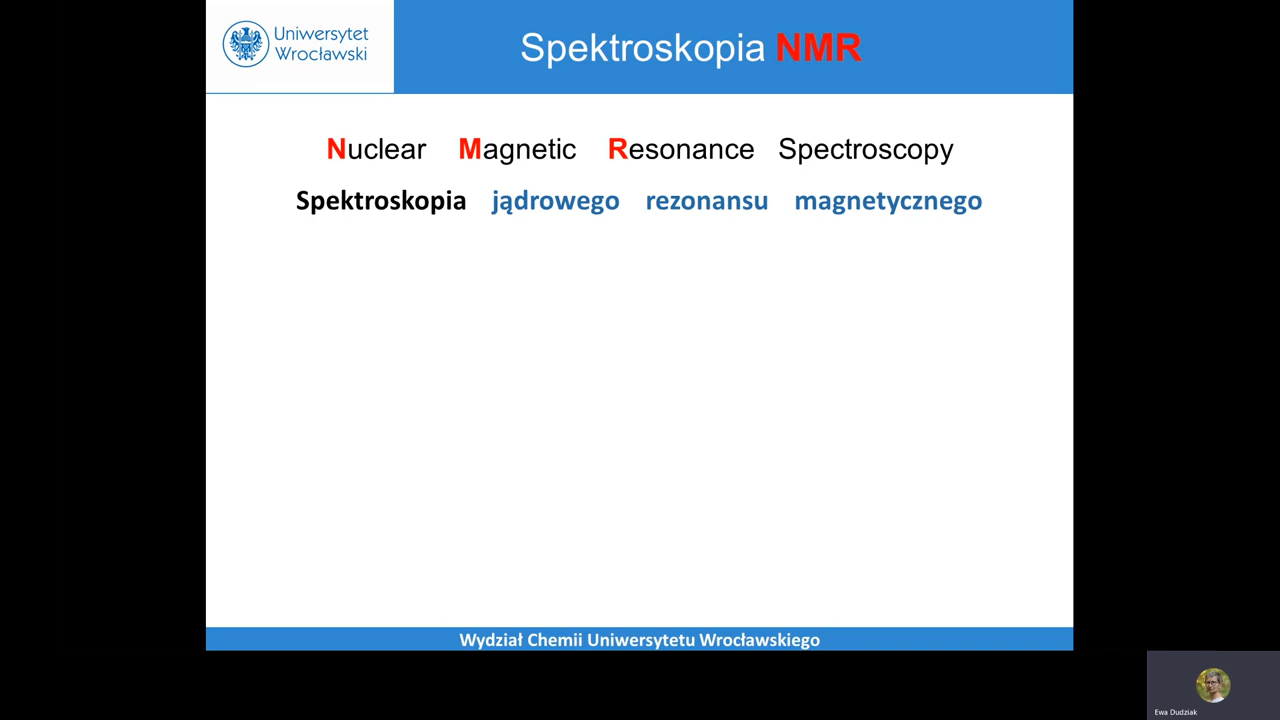 Uniwersytet
Wrocławski
Spektroskopia NMR
Nuclear Magnetic Resonance Spectroscopy
Spektroskopia jądrowego rezonansu magnetycznego
Wydział Chemii Uniwersytetu Wrocławskiego
Ewa Dudziak